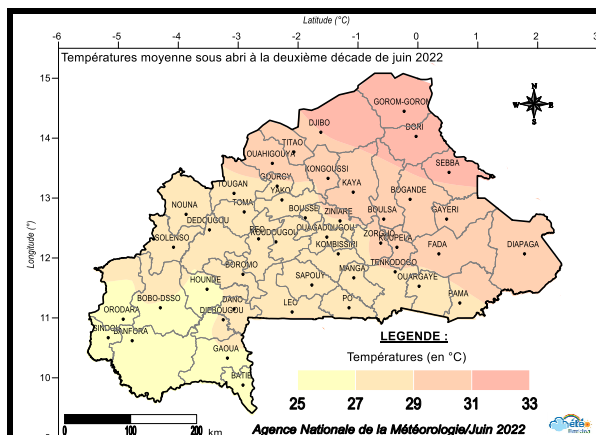 Latitude (°C)
-6 -5 -4 -3 -2 -1 0 1 2 3
Températures moyenne sous abri à la deuxième décade de juin 2022
15
14
13
12
11
10
Longitude (°)
N
W E
S
GOROM-GOROM
DJIBO
DORI
TITAO
OUAHIGOUYA
SEBBA
KONGOUSSI
GOURCY
TOUGAN
KAYA
YAKO
BOGANDE
NOUNA
TOMA
BOUSSE
ZINIARE
BOULSA
GAYERI
DEDOUGOU
REO
KOUDOUGOU
OUAGADOUGOU
ZORGHO
KOUPELA
SOLENSO
KOMBISSIRI
FADA
DIAPAGA
BOROMO
TENKODOGO
HOUNDE
SAPOUY
MANGA
OUARGAYE
BOBO-DSSO
DANO
LEO
PO
PAMA
ORODARA
DIEBOUGOU
SINDOU
BANFORA
GAOUA
BATIE
LEGENDE :
Températures (en °C)
25 27 29 31 33
0 100 200
km
Agence Nationale de la Météorologie/Juin 2022
météo